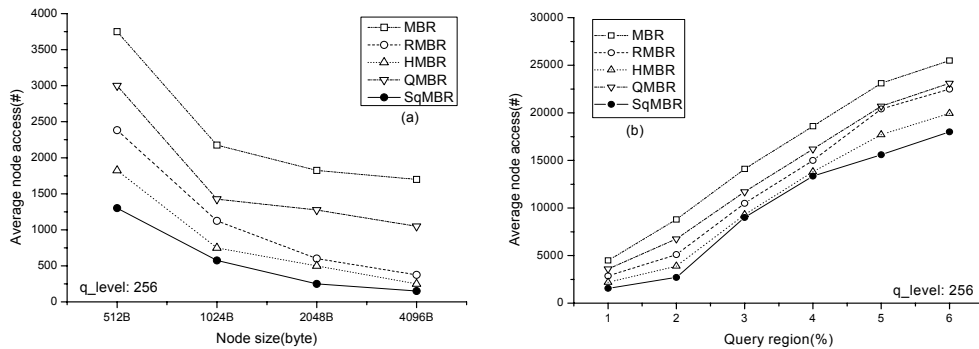 4000
3500
3000
2500
2000
1500
1000
500
0
Average node access(#)
MBR
RMBR
HMBR
QMBR
SqMBR
(a)
q_level: 256
512B 1024B 2048B 4096B
Node size(byte)
30000
25000
20000
15000
10000
5000
0
Average node access(#)
MBR
RMBR
HMBR
QMBR
SqMBR
(b)
q_level: 256
1 2 3 4 5 6
Query region(%)